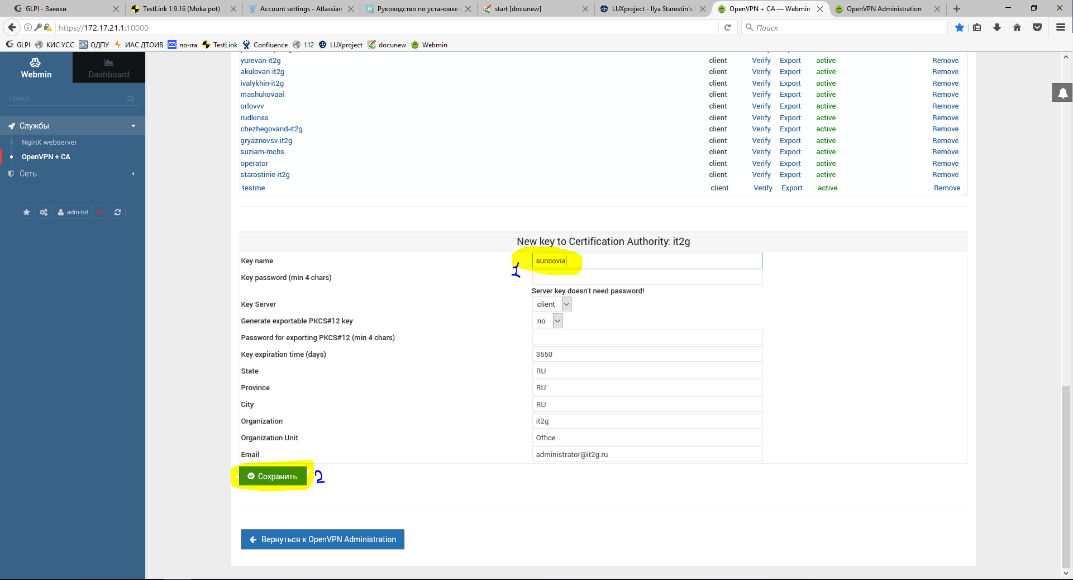 GLPI - Заявки
TestLink 1.9.16 (Moka pot)
Account settings - Atlassian
Руководство по установке
start [docunew]
LUXproject - Ilya Starostin's
OpenVPN + CA — Webmin
OpenVPN Administration
https://172.17.21.1:10000
Поиск
GLPI КИС УСС ОДПУ ИАС ДТОИВ почта TestLink Confluence 112 LUXproject docunew Webmin
Webmin
Dashboard
Поиск
Службы
NginX webserver
OpenVPN + CA
Сеть
adm-hd
yurevan-it2g client Verify Export active Remove
akulovan-it2g client Verify Export active Remove
ivalykhin-it2g client Verify Export active Remove
mashukovaai client Verify Export active Remove
orlovvv client Verify Export active Remove
rudkinss client Verify Export active Remove
chezhegovand-it2g client Verify Export active Remove
gryaznovsv-it2g client Verify Export active Remove
suziam-mchs client Verify Export active Remove
operator client Verify Export active Remove
starostinie-it2g client Verify Export active Remove
testme client Verify Export active Remove
New key to Certification Authority: it2g
Key name suncovia
1
Key password (min 4 chars)
Server key doesn't need password!
Key Server client
Generate exportable PKCS#12 key no
Password for exporting PKCS#12 (min 4 chars)
Key expiration time (days) 3650
State RU
Province RU
City RU
Organization it2g
Organization Unit Office
Email administrator@it2g.ru
Сохранить 2
Вернуться к OpenVPN Administration